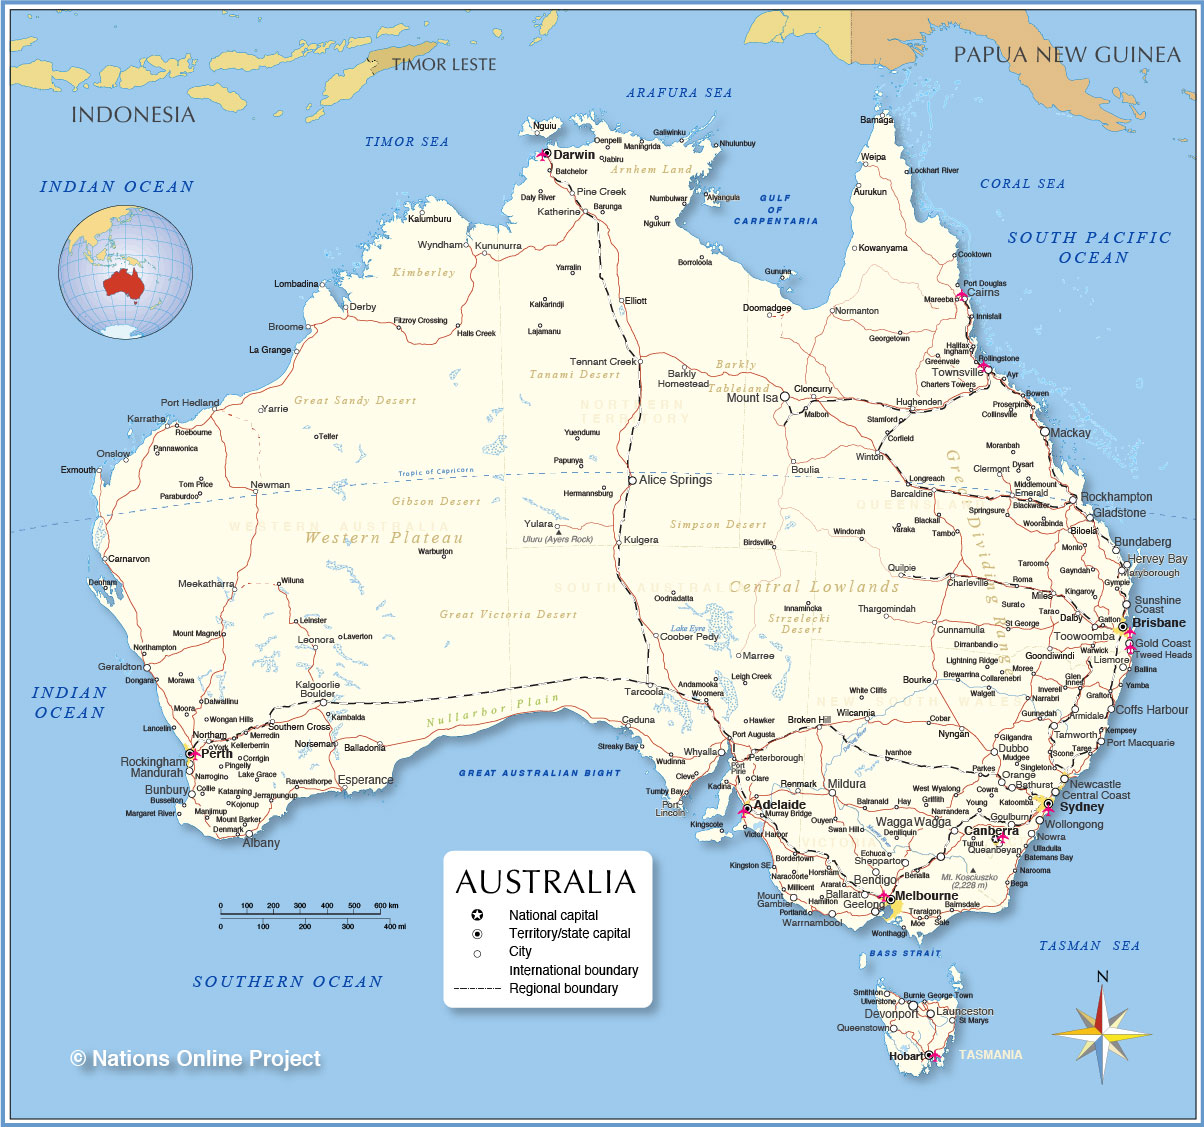 PAPUA NEW GUINEA
TIMOR LESTE
INDONESIA
ARAFURA SEA
TIMOR SEA
INDIAN OCEAN
CORAL SEA
SOUTH PACIFIC
OCEAN
GULF
OF
CARPENTARIA
Bamaga
Nguiu
Darwin
Batchelor
Oenpelli
Jabiru
Maningrida
Galiwinku
Nhulunbuy
Arnhem Land
Weipa
Lockhart River
Aurukun
Daly River
Pine Creek
Katherine
Barunga
Numbulwar
Alyangula
Ngukurr
Kalumburu
Wyndham
Kununurra
Kowanyama
Cooktown
Kimberley
Yarralin
Borroloola
Gununa
Port Douglas
Cairns
Mareeba
Innisfail
Lombadina
Derby
Kalkarindji
Elliott
Doomadgee
Normanton
Broome
Fitzroy Crossing
Halls Creek
Lajamanu
Georgetown
Halifax
Ingham
Greenvale
Rollingstone
La Grange
Tennant Creek
Tanami Desert
Barkly
Tableland
Barkly
Homestead
Townsville
Ayr
Charters Towers
Mount Isa
Cloncurry
Malbon
Hughenden
Bowen
Proserpine
Collinsville
Port Hedland
Great Sandy Desert
Yarrie
NORTHERN
TERRITORY
Stamford
Corfield
Mackay
Karratha
Roebourne
Pannawonica
Telfer
Yuendumu
Papunya
Winton
Moranbah
Onslow
Exmouth
Tropic of Capricorn
Boulia
Clermont
Dysart
Tom Price
Paraburdoo
Newman
Gibson Desert
Hermannsburg
Alice Springs
Longreach
Barcaldine
Middlemount
Emerald
Blackwater
Rockhampton
Gladstone
QUEENSLAND
Great Dividing Range
WESTERN AUSTRALIA
Western Plateau
Yulara
Uluru (Ayers Rock)
Kulgera
Simpson Desert
Birdsville
Windorah
Yaraka
Blackall
Tambo
Springsure
Woorabinda
Biloela
Monto
Bundaberg
Hervey Bay
Maryborough
Carnarvon
Warburton
Denham
Meekatharra
Wiluna
SOUTH AUSTRALIA
Central Lowlands
Quilpie
Charleville
Taroom
Roma
Gayndah
Gympie
Miles
Kingaroy
Sunshine
Coast
Great Victoria Desert
Oodnadatta
Innamincka
Strzelecki
Desert
Thargomindah
Cunnamulla
Surat
St George
Tara
Dalby
Gatton
Brisbane
Toowoomba
Gold Coast
Tweed Heads
Mount Magnet
Leinster
Leonora
Laverton
Lake Eyre
Coober Pedy
Marree
Dirranbandi
Goondiwindi
Warwick
Lismore
Ballina
Northampton
Geraldton
Dongara
Morawa
Lightning Ridge
Brewarrina
Collarenebri
Moree
Glen
Innes
Yamba
Leigh Creek
Andamooka
Woomera
Tarcoola
Kalgoorlie
Boulder
Bourke
Walgett
Inverell
Narrabri
Grafton
White Cliffs
NEW SOUTH WALES
INDIAN
OCEAN
Moora
Dalwallinu
Nullarbor Plain
Ceduna
Hawker
Broken Hill
Wilcannia
Cobar
Nyngan
Gunnedah
Armidale
Coffs Harbour
Lancelin
Wongan Hills
Kambalda
Southern Cross
Northam
Merredin
York
Kellerberrin
Norseman
Balladonia
Streaky Bay
Port Augusta
Gilgandra
Tamworth
Kempsey
Port Macquarie
Perth
Corrigin
Pingelly
Wudinna
Whyalla
Port
Pirie
Peterborough
Ivanhoe
Dubbo
Mudgee
Scone
Taree
Rockingham
Mandurah
Narrogin
Lake Grace
Ravensthorpe
Esperance
GREAT AUSTRALIAN BIGHT
Cleve
Clare
Parkes
Orange
Singleton
Newcastle
Bunbury
Collie
Katanning
Jerramungup
Tumby Bay
Port
Lincoln
Kadina
Renmark
Mildura
West Wyalong
Cowra
Bathurst
Central Coast
Busselton
Margaret River
Manjimup
Kojonup
Mount Barker
Denmark
Albany
Adelaide
Murray Bridge
Balranald
Hay
Griffith
Narrandera
Young
Katoomba
Sydney
Kingscote
Victor Harbor
Ouyen
Swan Hill
Wagga Wagga
Goulburn
Wollongong
Deniliquin
Canberra
Tumut
Queanbeyan
Nowra
Ulladulla
Batemans Bay
VICTORIA
Kingston SE
Bordertown
Naracoorte
Horsham
Echuca
Shepparton
Bendigo
Benalla
Mt. Kosciuszko
(2,228 m)
Narooma
Bega
Millicent
Mount
Gambier
Ararat
Hamilton
Ballarat
Geelong
Melbourne
Portland
Warrnambool
Traralgon
Moe
Sale
Bairnsdale
Wonthaggi
BASS STRAIT
TASMAN SEA
Smithton
Ulverstone
Burnie
George Town
Devonport
Launceston
St Marys
Queenstown
Hobart
TASMANIA
N
0 100 200 300 400 500 600 km
0 100 200 300 400 mi
AUSTRALIA
National capital
Territory/state capital
City
International boundary
Regional boundary
SOUTHERN OCEAN
© Nations Online Project